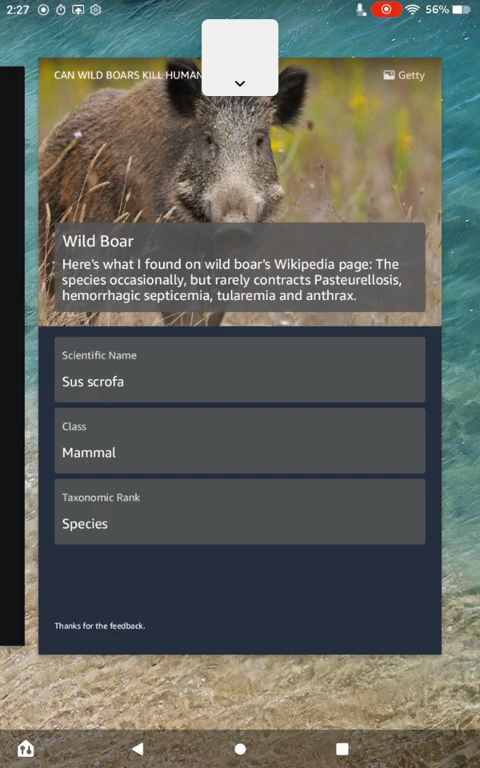 2:27
56%
CAN WILD BOARS KILL HUMAN
Getty
Wild Boar
Here's what I found on wild boar's Wikipedia page: The
species occasionally, but rarely contracts Pasteurellosis,
hemorrhagic septicemia, tularemia and anthrax.
Scientific Name
Sus scrofa
Class
Mammal
Taxonomic Rank
Species
Thanks for the feedback.